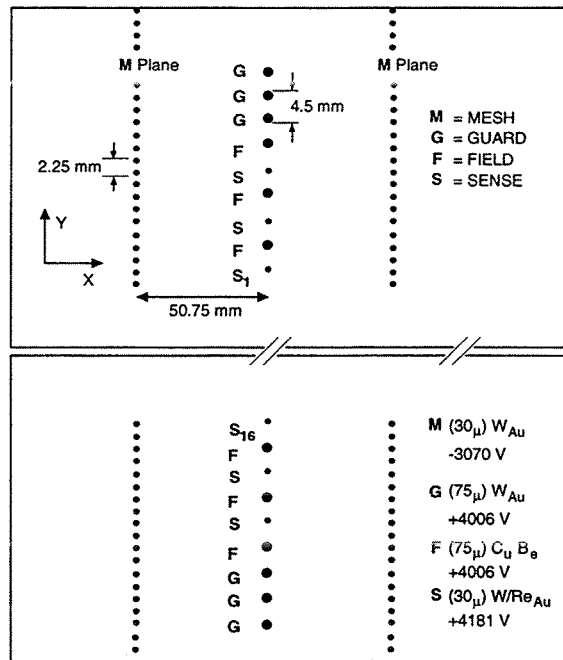 M Plane
M Plane
G
G
G
F
S
F
S
F
S1
4.5 mm
2.25 mm
Y
X
50.75 mm
M = MESH
G = GUARD
F = FIELD
S = SENSE
S16
F
S
F
S
F
G
G
G
M (30μ) WAu
-3070 V
G (75μ) WAu
+4006 V
F (75μ) Cu Be
+4006 V
S (30μ) W/ReAu
+4181 V